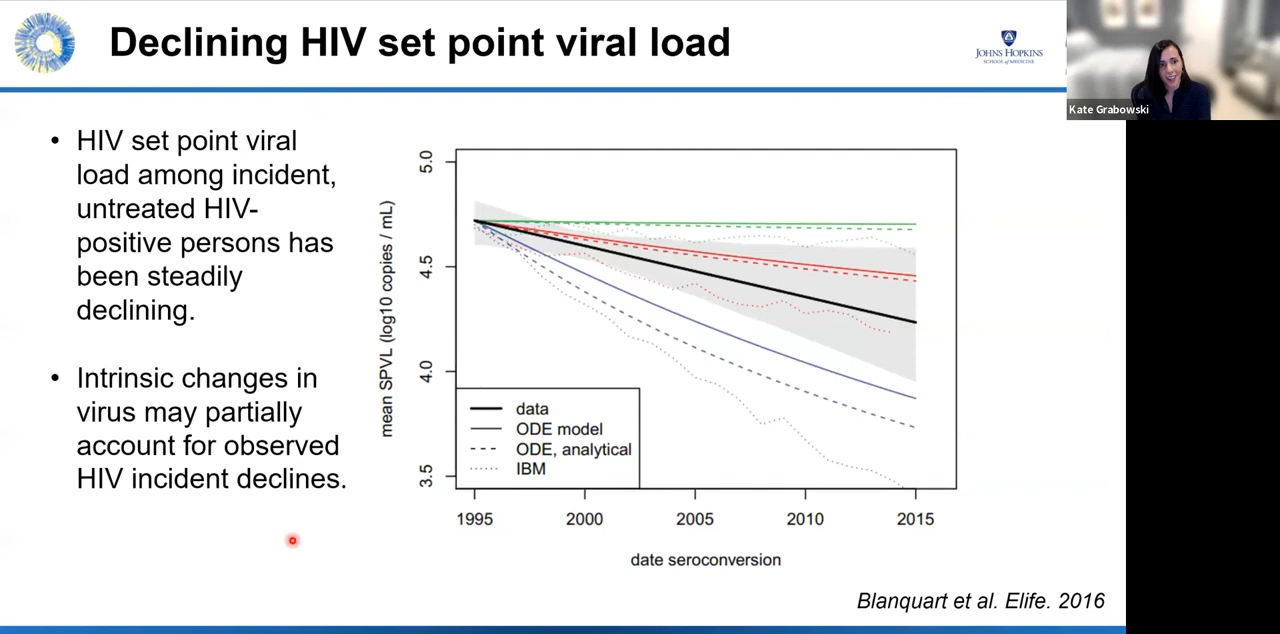 Declining HIV set point viral load
JOHNS HOPKINS
SCHOOL of MEDICINE
Kate Grabowski
• HIV set point viral
load among incident,
untreated HIV-
positive persons has
been steadily
declining.
• Intrinsic changes in
virus may partially
account for observed
HIV incident declines.
mean SPVL (log10 copies / mL)
5.0
4.5
4.0
3.5
data
ODE model
ODE, analytical
IBM
1995 2000 2005 2010 2015
date seroconversion
Blanquart et al. Elife. 2016